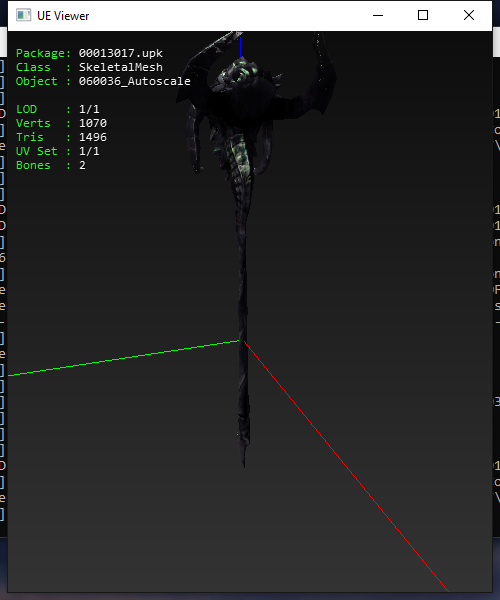 UE Viewer
Package: 00013017.upk
Class : SkeletalMesh
Object : 060036_Autoscale
LOD : 1/1
Verts : 1070
Tris : 1496
UV Set : 1/1
Bones : 2